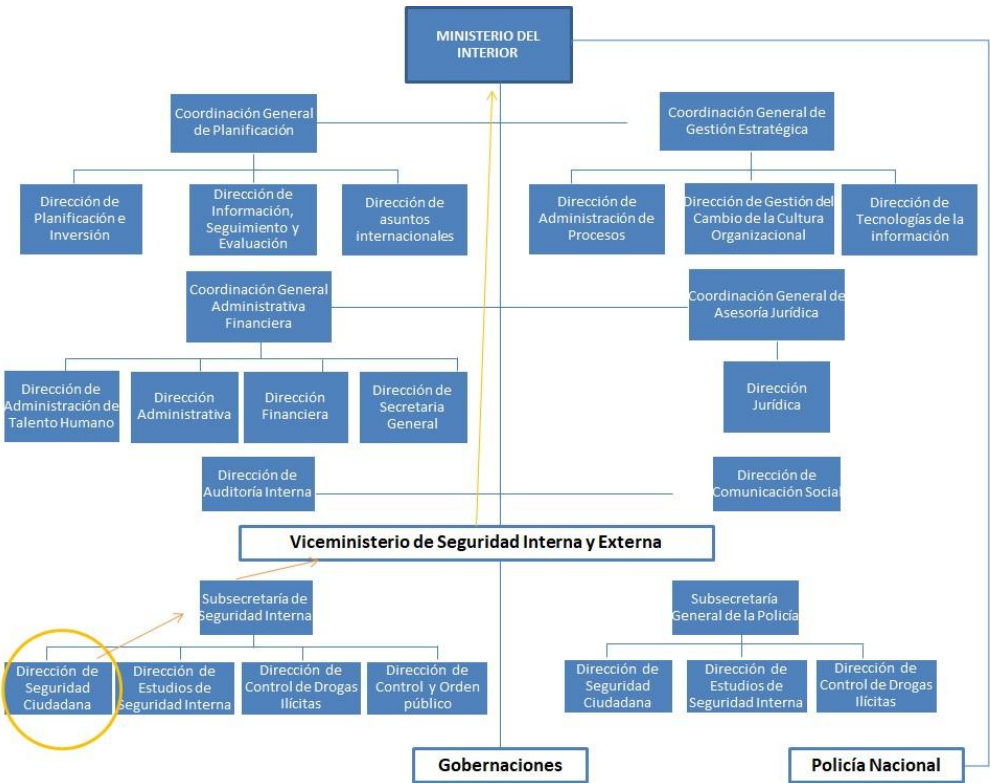 MINISTERIO DEL
INTERIOR
Coordinación General
de Planificación
Coordinación General de
Gestión Estratégica
Dirección de
Planificación e
Inversión
Dirección de
Información,
Seguimiento y
Evaluación
Dirección de
asuntos
internacionales
Dirección de
Administración de
Procesos
Dirección de Gestión del
Cambio de la Cultura
Organizacional
Dirección de
Tecnologías de la
información
Coordinación General
Administrativa
Financiera
Coordinación General de
Asesoría Jurídica
Dirección de
Administración de
Talento Humano
Dirección
Administrativa
Dirección
Financiera
Dirección de
Secretaria
General
Dirección
Jurídica
Dirección de
Auditoría Interna
Dirección de
Comunicación Social
Viceministerio de Seguridad Interna y Externa
Subsecretaría de
Seguridad Interna
Subsecretaría
General de la Policía
Dirección de
Seguridad
Ciudadana
Dirección de
Estudios de
Seguridad Interna
Dirección de
Control de Drogas
Ilícitas
Dirección de
Control y Orden
público
Dirección de
Seguridad
Ciudadana
Dirección de
Estudios de
Seguridad Interna
Dirección de
Control de Drogas
Ilícitas
Gobernaciones
Policía Nacional